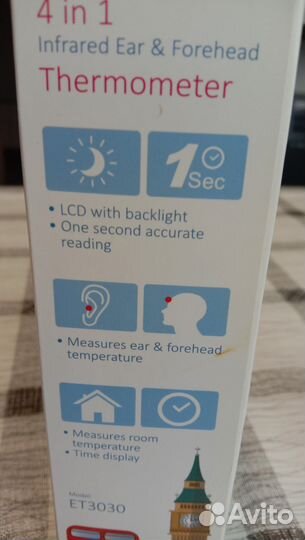 4 in 1
Infrared Ear & Forehead
Thermometer
1
Sec
• LCD with backlight
• One second accurate
reading
• Measures ear & forehead
temperature
• Measures room
temperature
• Time display
Model:
ET3030
Avito